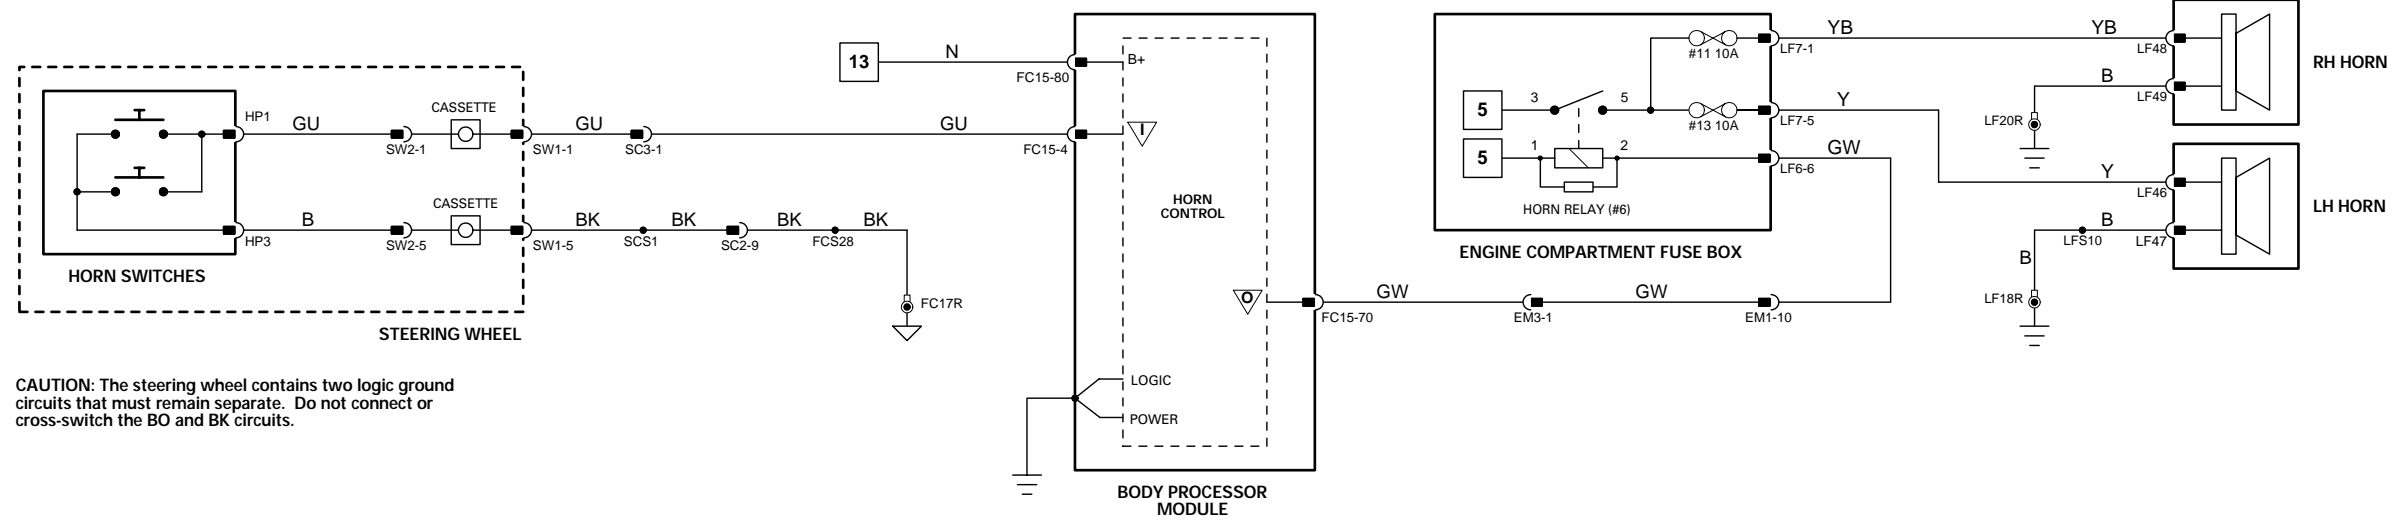 HP1
GU
CASSETTE
SW2-1
SW1-1
GU
SC3-1
GU
FC15-4
HP3
B
CASSETTE
SW2-5
SW1-5
BK
SCS1
BK
SC2-9
BK
FCS28
BK
FC17R
HORN SWITCHES
STEERING WHEEL
CAUTION: The steering wheel contains two logic ground
circuits that must remain separate. Do not connect or
cross-switch the BO and BK circuits.
13
N
FC15-80
B+
I
HORN
CONTROL
O
FC15-70
LOGIC
POWER
BODY PROCESSOR
MODULE
GW
EM3-1
GW
EM1-10
5
3
5
#11 10A
LF7-1
#13 10A
LF7-5
5
1
2
LF6-6
HORN RELAY (#6)
ENGINE COMPARTMENT FUSE BOX
YB
YB
LF48
B
LF49
LF20R
RH HORN
Y
GW
Y
LF46
B
LFS10
LF47
B
LF18R
LH HORN